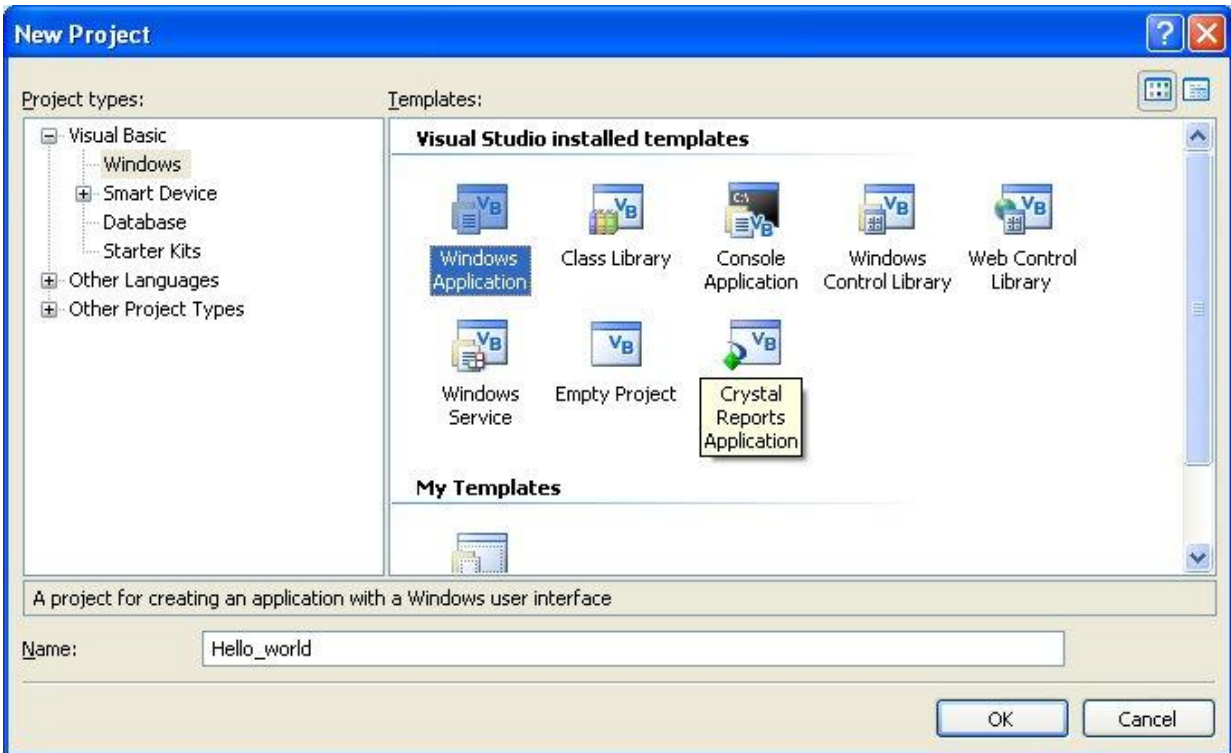 New Project
Project types:
Templates:
Visual Basic
Windows
Smart Device
Database
Starter Kits
Other Languages
Other Project Types
Visual Studio installed templates
Windows
Application
Class Library
Console
Application
Windows
Control Library
Web Control
Library
Windows
Service
Empty Project
Crystal
Reports
Application
My Templates
A project for creating an application with a Windows user interface
Name:
Hello_world
OK
Cancel